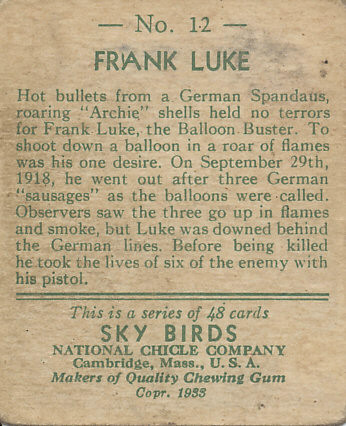 — No. 12 —
FRANK LUKE
Hot bullets from a German Spandaus,
roaring "Archie" shells held no terrors
for Frank Luke, the Balloon Buster. To
shoot down a balloon in a roar of flames
was his one desire. On September 29th,
1918, he went out after three German
"sausages" as the balloons were called.
Observers saw the three go up in flames
and smoke, but Luke was downed behind
the German lines. Before being killed
he took the lives of six of the enemy with
his pistol.
This is a series of 48 cards
SKY BIRDS
NATIONAL CHICLE COMPANY
Cambridge, Mass., U. S. A.
Makers of Quality Chewing Gum
Copr. 1933